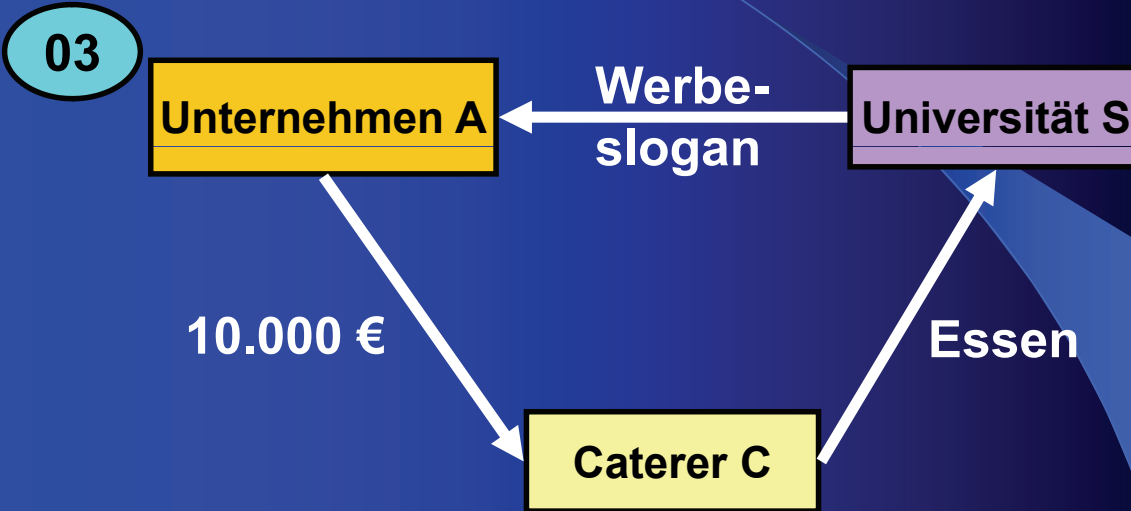 03
Unternehmen A
Werbe-
slogan
Universität S
10.000 €
Essen
Caterer C